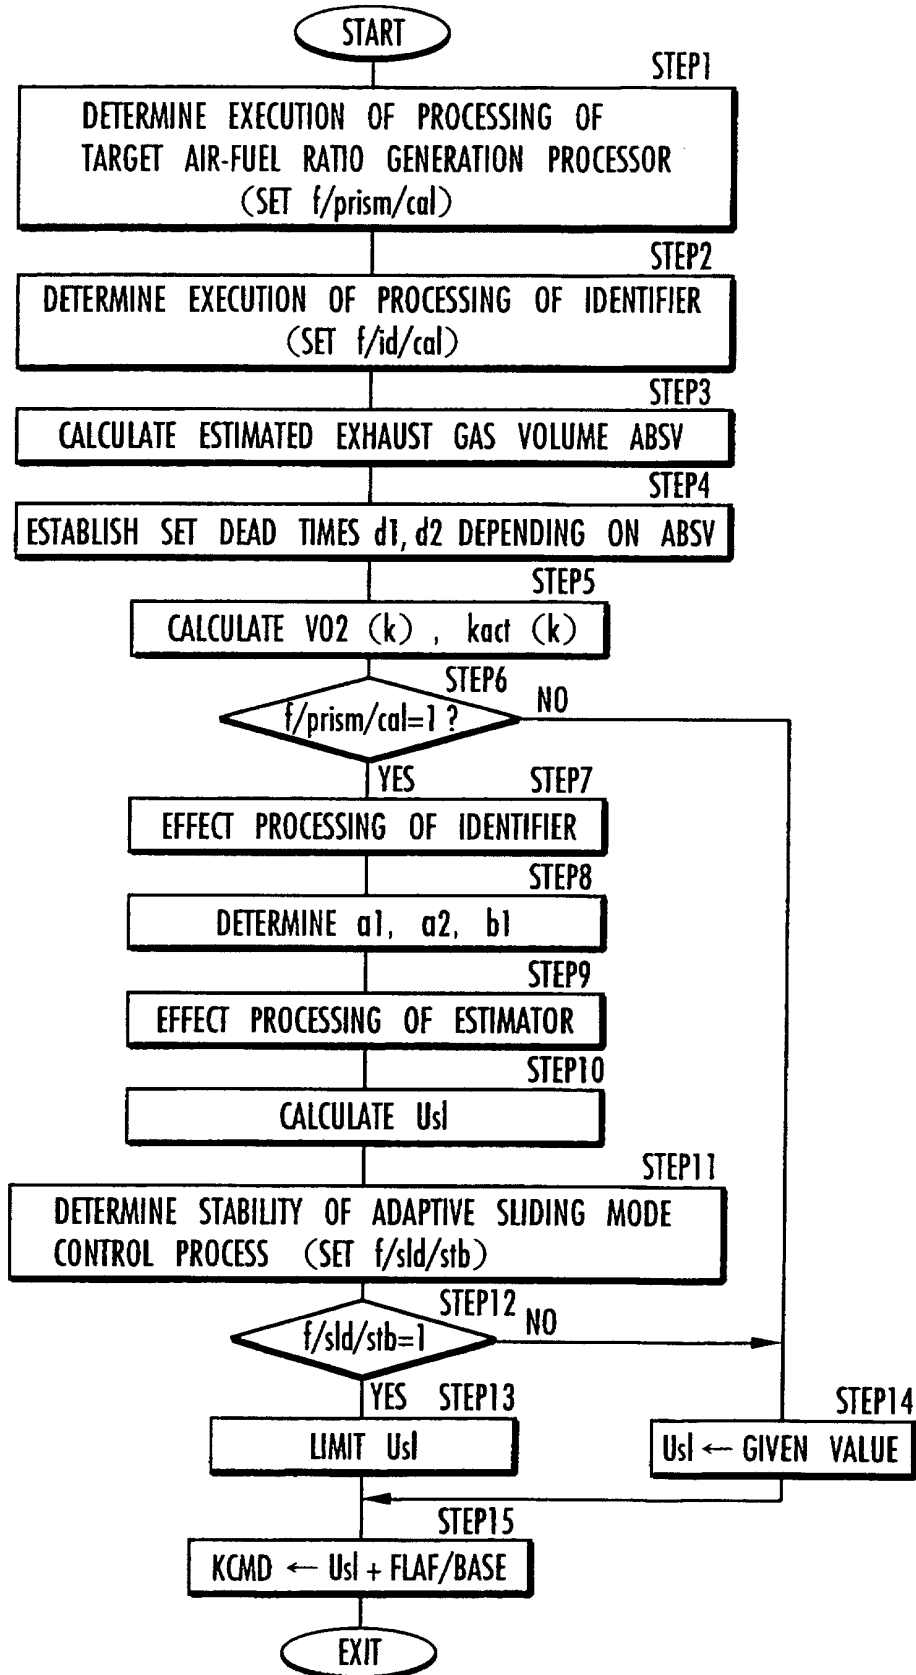 START
STEP1
DETERMINE EXECUTION OF PROCESSING OF
TARGET AIR-FUEL RATIO GENERATION PROCESSOR
(SET f/prism/cal)
STEP2
DETERMINE EXECUTION OF PROCESSING OF IDENTIFIER
(SET f/id/cal)
STEP3
CALCULATE ESTIMATED EXHAUST GAS VOLUME ABSV
STEP4
ESTABLISH SET DEAD TIMES d1, d2 DEPENDING ON ABSV
STEP5
CALCULATE VO2 (k) , kact (k)
STEP6
f/prism/cal=1 ?
NO
YES
STEP7
EFFECT PROCESSING OF IDENTIFIER
STEP8
DETERMINE a1, a2, b1
STEP9
EFFECT PROCESSING OF ESTIMATOR
STEP10
CALCULATE Usl
STEP11
DETERMINE STABILITY OF ADAPTIVE SLIDING MODE
CONTROL PROCESS (SET f/sld/stb)
STEP12
f/sld/stb=1
NO
YES
STEP13
LIMIT Usl
STEP14
Usl ← GIVEN VALUE
STEP15
KCMD ← Usl + FLAF/BASE
EXIT